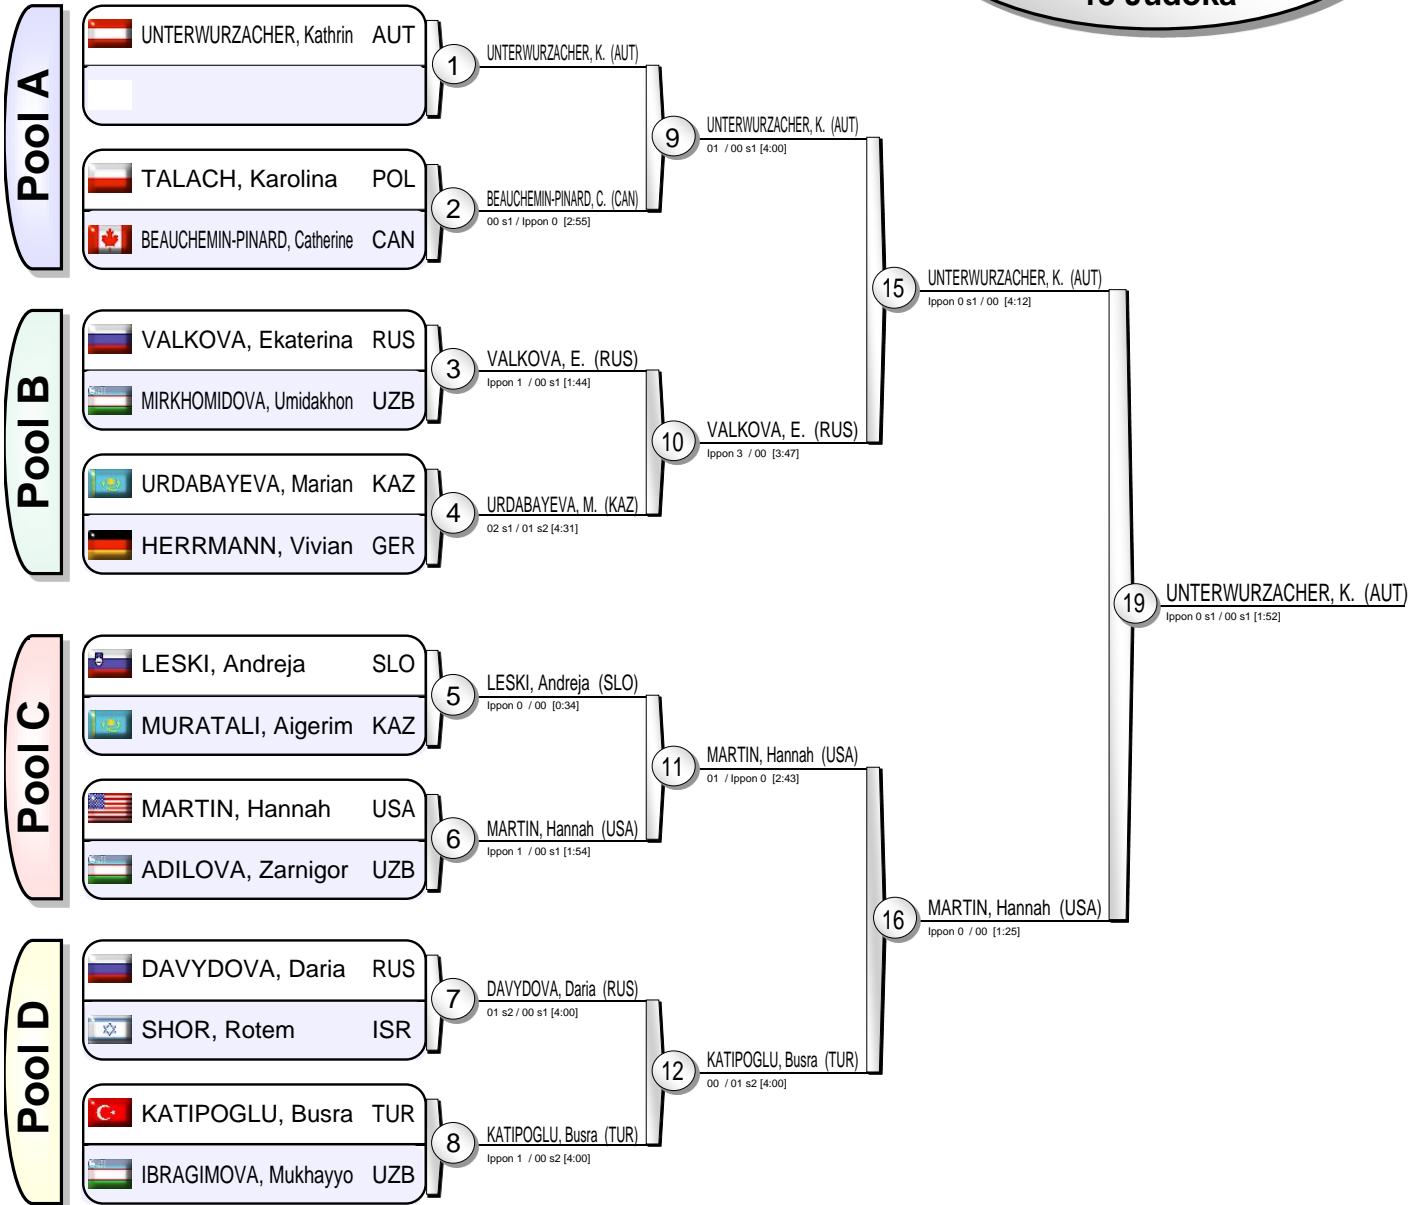 15 Judoka
Pool A
UNTERWURZACHER, Kathrin AUT
TALACH, Karolina POL
BEAUCHEMIN-PINARD, Catherine CAN
Pool B
VALKOVA, Ekaterina RUS
MIRKHOMIDOVA, Umidakhon UZB
URDABAYEVA, Marian KAZ
HERRMANN, Vivian GER
Pool C
LESKI, Andreja SLO
MURATALI, Aigerim KAZ
MARTIN, Hannah USA
ADILOVA, Zarnigor UZB
Pool D
DAVYDOVA, Daria RUS
SHOR, Rotem ISR
KATIPOGLU, Busra TUR
IBRAGIMOVA, Mukhayyo UZB
1
UNTERWURZACHER, K. (AUT)
2
BEAUCHEMIN-PINARD, C. (CAN)
00 s1 / Ippon 0 [2:55]
3
VALKOVA, E. (RUS)
Ippon 1 / 00 s1 [1:44]
4
URDABAYEVA, M. (KAZ)
02 s1 / 01 s2 [4:31]
5
LESKI, Andreja (SLO)
Ippon 0 / 00 [0:34]
6
MARTIN, Hannah (USA)
Ippon 1 / 00 s1 [1:54]
7
DAVYDOVA, Daria (RUS)
01 s2 / 00 s1 [4:00]
8
KATIPOGLU, Busra (TUR)
Ippon 1 / 00 s2 [4:00]
9
UNTERWURZACHER, K. (AUT)
01 / 00 s1 [4:00]
10
VALKOVA, E. (RUS)
Ippon 3 / 00 [3:47]
11
MARTIN, Hannah (USA)
01 / Ippon 0 [2:43]
12
KATIPOGLU, Busra (TUR)
00 / 01 s2 [4:00]
15
UNTERWURZACHER, K. (AUT)
Ippon 0 s1 / 00 [4:12]
16
MARTIN, Hannah (USA)
Ippon 0 / 00 [1:25]
19
UNTERWURZACHER, K. (AUT)
Ippon 0 s1 / 00 s1 [1:52]